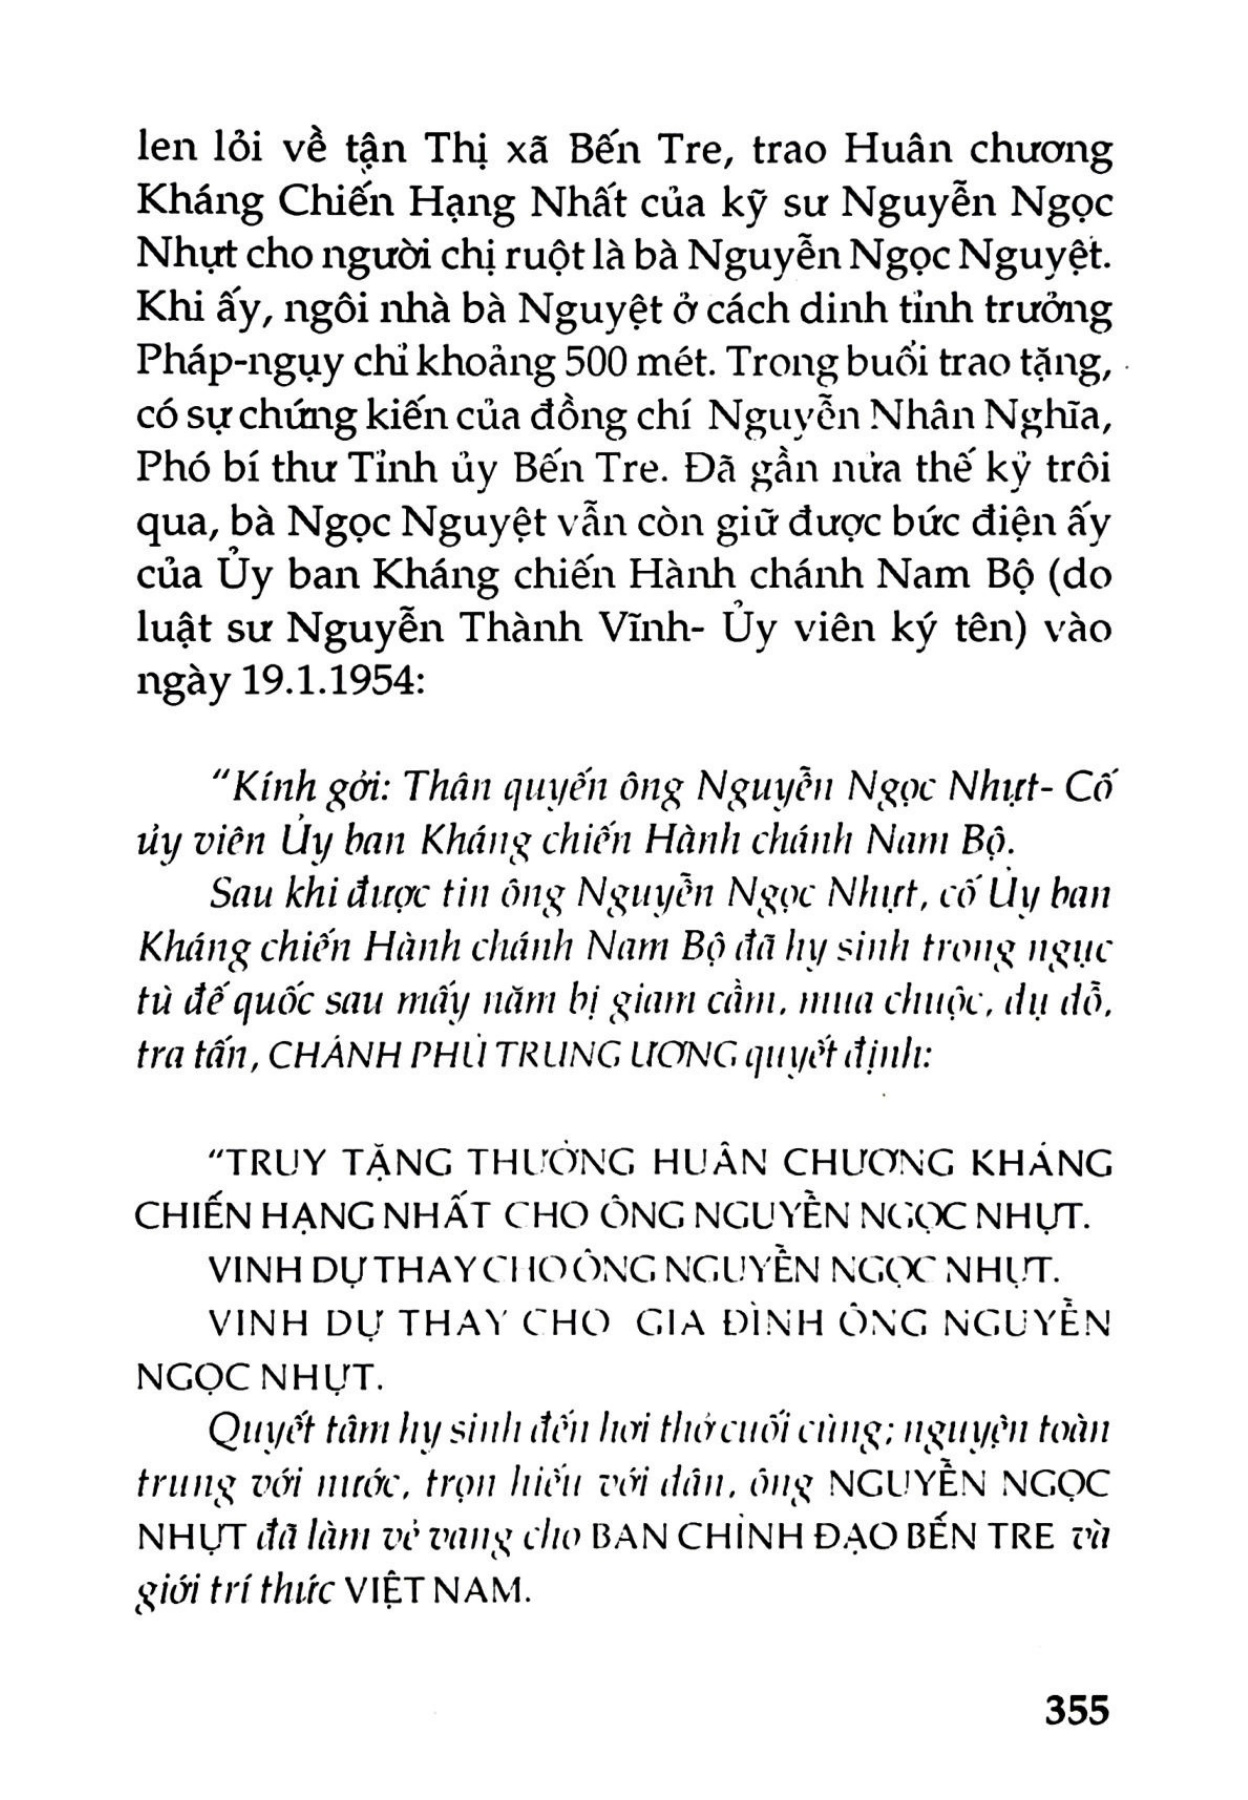 len lỏi về tận Thị xã Bến Tre, trao Huân chương
Kháng Chiến Hạng Nhất của kỹ sư Nguyễn Ngọc
Nhựt cho người chị ruột là bà Nguyễn Ngọc Nguyệt.
Khi ấy, ngôi nhà bà Nguyệt ở cách dinh tỉnh trưởng
Pháp-ngụy chỉ khoảng 500 mét. Trong buổi trao tặng,
có sự chứng kiến của đồng chí Nguyễn Nhân Nghĩa,
Phó bí thư Tỉnh ủy Bến Tre. Đã gần nửa thế kỷ trôi
qua, bà Ngọc Nguyệt vẫn còn giữ được bức điện ấy
của Ủy ban Kháng chiến Hành chánh Nam Bộ (do
luật sư Nguyễn Thành Vĩnh- Ủy viên ký tên) vào
ngày 19.1.1954:
"Kính gởi: Thân quyến ông Nguyễn Ngọc Nhựt- Cố
ủy viên Ủy ban Kháng chiến Hành chánh Nam Bộ.
Sau khi được tin ông Nguyễn Ngọc Nhựt, cố Ủy ban
Kháng chiến Hành chánh Nam Bộ đã hy sinh trong ngục
tù đế quốc sau mấy năm bị giam cầm, mua chuộc, dụ dỗ,
tra tấn, CHÁNH PHỦ TRUNG ƯƠNG quyết định:
"TRUY TẶNG THƯỞNG HUÂN CHƯƠNG KHÁNG
CHIẾN HẠNG NHẤT CHO ÔNG NGUYỄN NGỌC NHỰT.
VINH DỰ THAY CHO ÔNG NGUYỄN NGỌC NHỰT.
VINH DỰ THAY CHO GIA ĐÌNH ÔNG NGUYỄN
NGỌC NHỰT.
Quyết tâm hy sinh đến hơi thở cuối cùng; nguyện toàn
trung với nước, trọn hiếu với dân, ông NGUYỄN NGỌC
NHỰT đã làm vẻ vang cho BAN CHỈNH ĐẠO BẾN TRE và
giới trí thức VIỆT NAM.
355